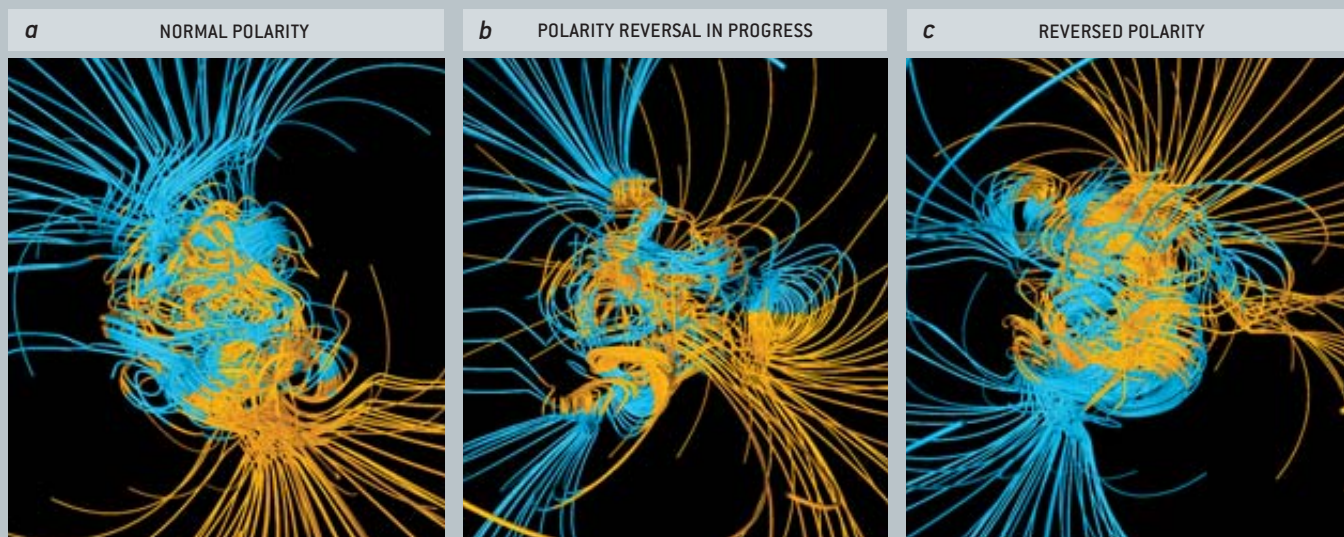 a NORMAL POLARITY
b POLARITY REVERSAL IN PROGRESS
c REVERSED POLARITY